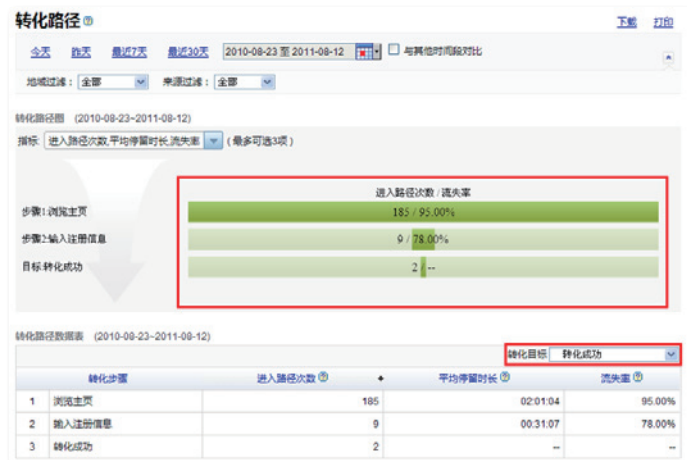 转化路径 下载 打印
今天 昨天 最近7天 最近30天 2010-08-23 至 2011-08-12 与其他时间段对比
地域过滤： 全部 来源过滤： 全部
转化路径图 (2010-08-23~2011-08-12)
指标: 进入路径次数,平均停留时长,流失率 (最多可选3项)
进入路径次数 / 流失率
步骤1:浏览主页 185 / 95.00%
步骤2:输入注册信息 9 / 78.00%
目标:转化成功 2 / --
转化路径数据表 (2010-08-23~2011-08-12)
转化目标: 转化成功
转化步骤 进入路径次数 平均停留时长 流失率
1 浏览主页 185 02:01:04 95.00%
2 输入注册信息 9 00:31:07 78.00%
3 转化成功 2 -- --